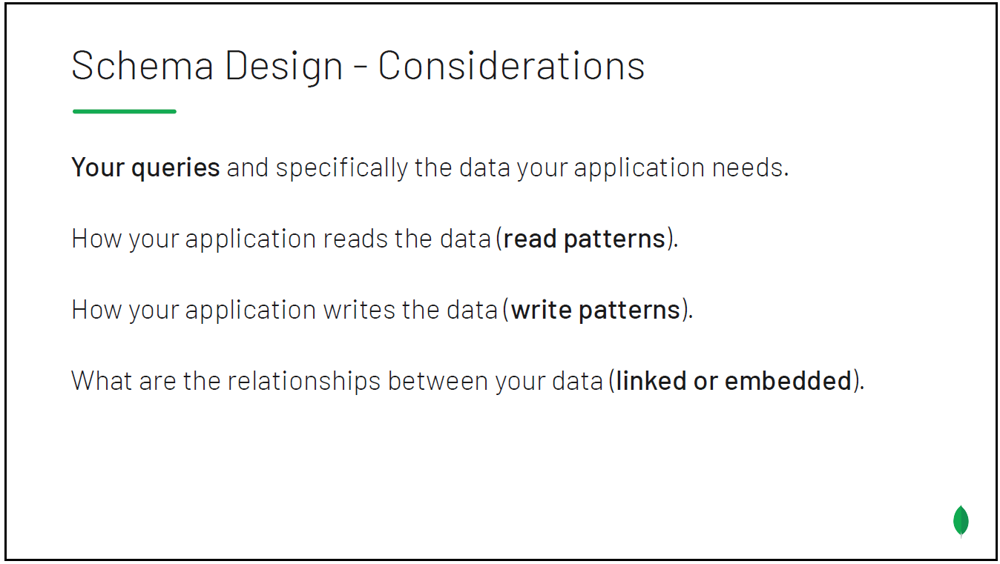 Schema Design - Considerations
Your queries and specifically the data your application needs.
How your application reads the data (read patterns).
How your application writes the data (write patterns).
What are the relationships between your data (linked or embedded).